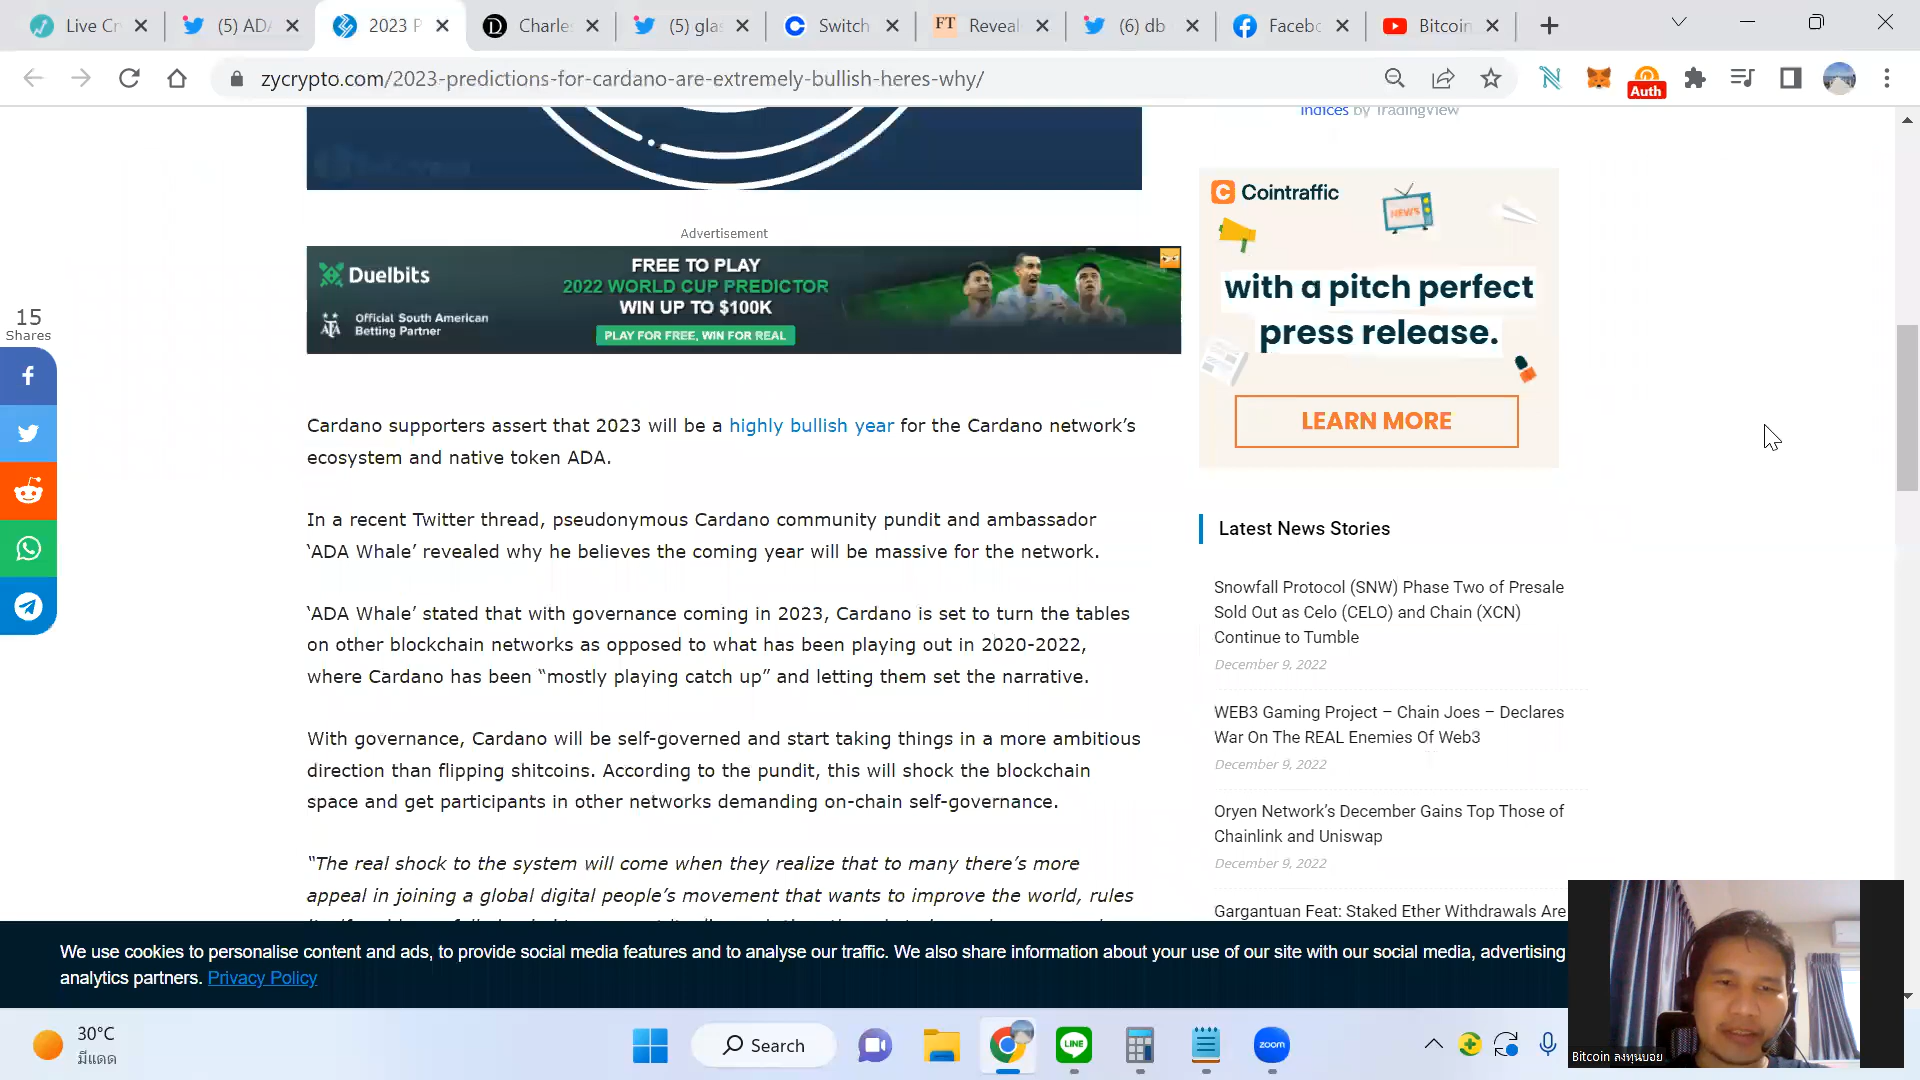 Live Cr
(5) ADA
2023 P
Charle
(5) gla
Switch
FT
Reveal
(6) db
Facebo
Bitcoin
zycrypto.com/2023-predictions-for-cardano-are-extremely-bullish-heres-why/
Auth
Indices by TradingView
Cointraffic
NEWS
with a pitch perfect
press release.
LEARN MORE
Advertisement
Duelbits
Official South American
Betting Partner
FREE TO PLAY
2022 WORLD CUP PREDICTOR
WIN UP TO $100K
PLAY FOR FREE, WIN FOR REAL
15
Shares
Cardano supporters assert that 2023 will be a highly bullish year for the Cardano network’s
ecosystem and native token ADA.
In a recent Twitter thread, pseudonymous Cardano community pundit and ambassador
‘ADA Whale’ revealed why he believes the coming year will be massive for the network.
‘ADA Whale’ stated that with governance coming in 2023, Cardano is set to turn the tables
on other blockchain networks as opposed to what has been playing out in 2020-2022,
where Cardano has been “mostly playing catch up” and letting them set the narrative.
With governance, Cardano will be self-governed and start taking things in a more ambitious
direction than flipping shitcoins. According to the pundit, this will shock the blockchain
space and get participants in other networks demanding on-chain self-governance.
“The real shock to the system will come when they realize that to many there’s more
appeal in joining a global digital people’s movement that wants to improve the world, rules
Latest News Stories
Snowfall Protocol (SNW) Phase Two of Presale
Sold Out as Celo (CELO) and Chain (XCN)
Continue to Tumble
December 9, 2022
WEB3 Gaming Project – Chain Joes – Declares
War On The REAL Enemies Of Web3
December 9, 2022
Oryen Network’s December Gains Top Those of
Chainlink and Uniswap
December 9, 2022
Gargantuan Feat: Staked Ether Withdrawals Are
We use cookies to personalise content and ads, to provide social media features and to analyse our traffic. We also share information about your use of our site with our social media, advertising
analytics partners. Privacy Policy
30°C
มีแดด
Search
LINE
zoom
Bitcoin ลงทุนบอย